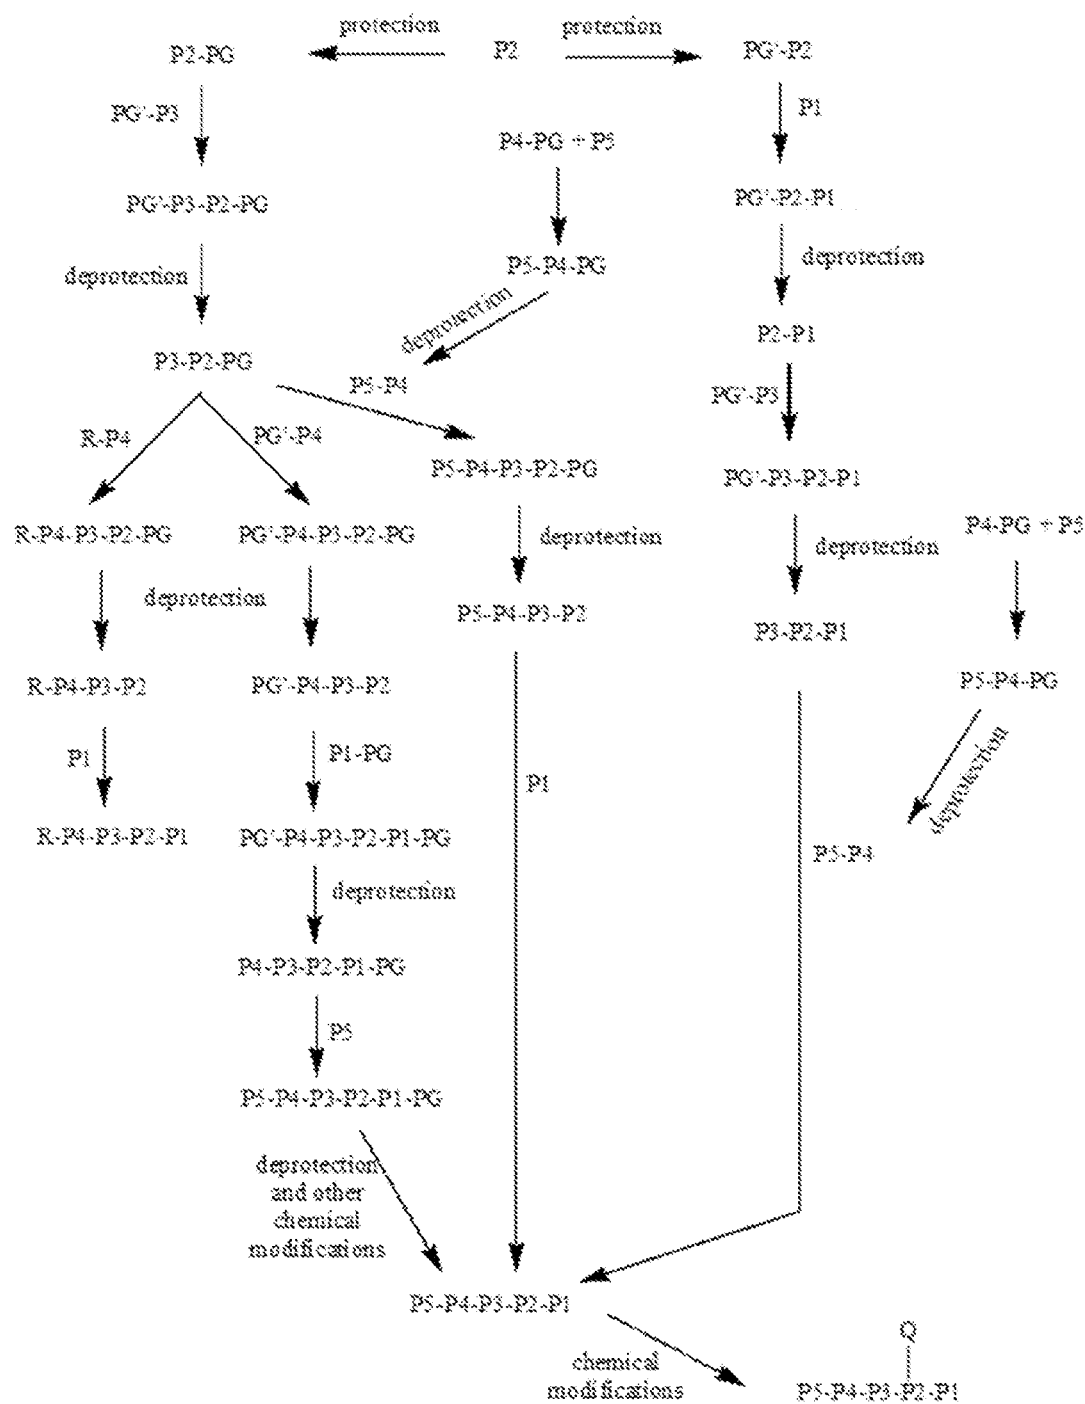 protection
protection
P2-PG
P2
PG'-P2
PG'-P3
P1
P4-PG + P5
PG'-P3-P2-PG
PG'-P2-P1
deprotection
P5-P4-PG
deprotection
deprotection
P3-P2-PG
P2-P1
P5-P4
PG'-P3
R-P4
PG'-P4
P5-P4-P3-P2-PG
PG'-P3-P2-P1
R-P4-P3-P2-PG
PG'-P4-P3-P2-PG
deprotection
deprotection
P4-PG + P5
deprotection
P5-P4-P3-P2
P3-P2-P1
R-P4-P3-P2
PG'-P4-P3-P2
P5-P4-PG
P1
P1-PG
P1
deprotection
R-P4-P3-P2-P1
PG'-P4-P3-P2-P1-PG
P5-P4
deprotection
P4-P3-P2-P1-PG
P5
P5-P4-P3-P2-P1-PG
deprotection
and other
chemical
modifications
P5-P4-P3-P2-P1
chemical
modifications
Q
P5-P4-P3-P2-P1